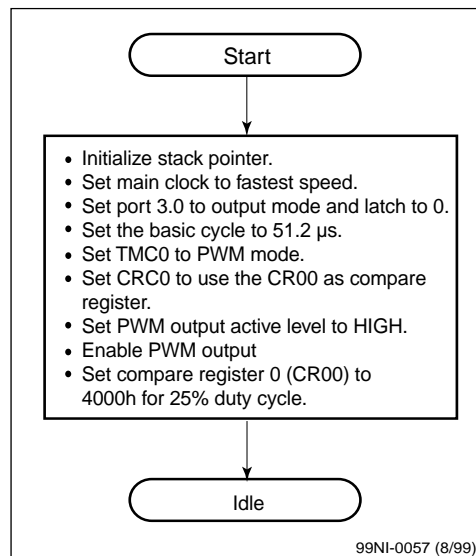 Start
• Initialize stack pointer.
• Set main clock to fastest speed.
• Set port 3.0 to output mode and latch to 0.
• Set the basic cycle to 51.2 µs.
• Set TMC0 to PWM mode.
• Set CRC0 to use the CR00 as compare
register.
• Set PWM output active level to HIGH.
• Enable PWM output
• Set compare register 0 (CR00) to
4000h for 25% duty cycle.
Idle
99NI-0057 (8/99)